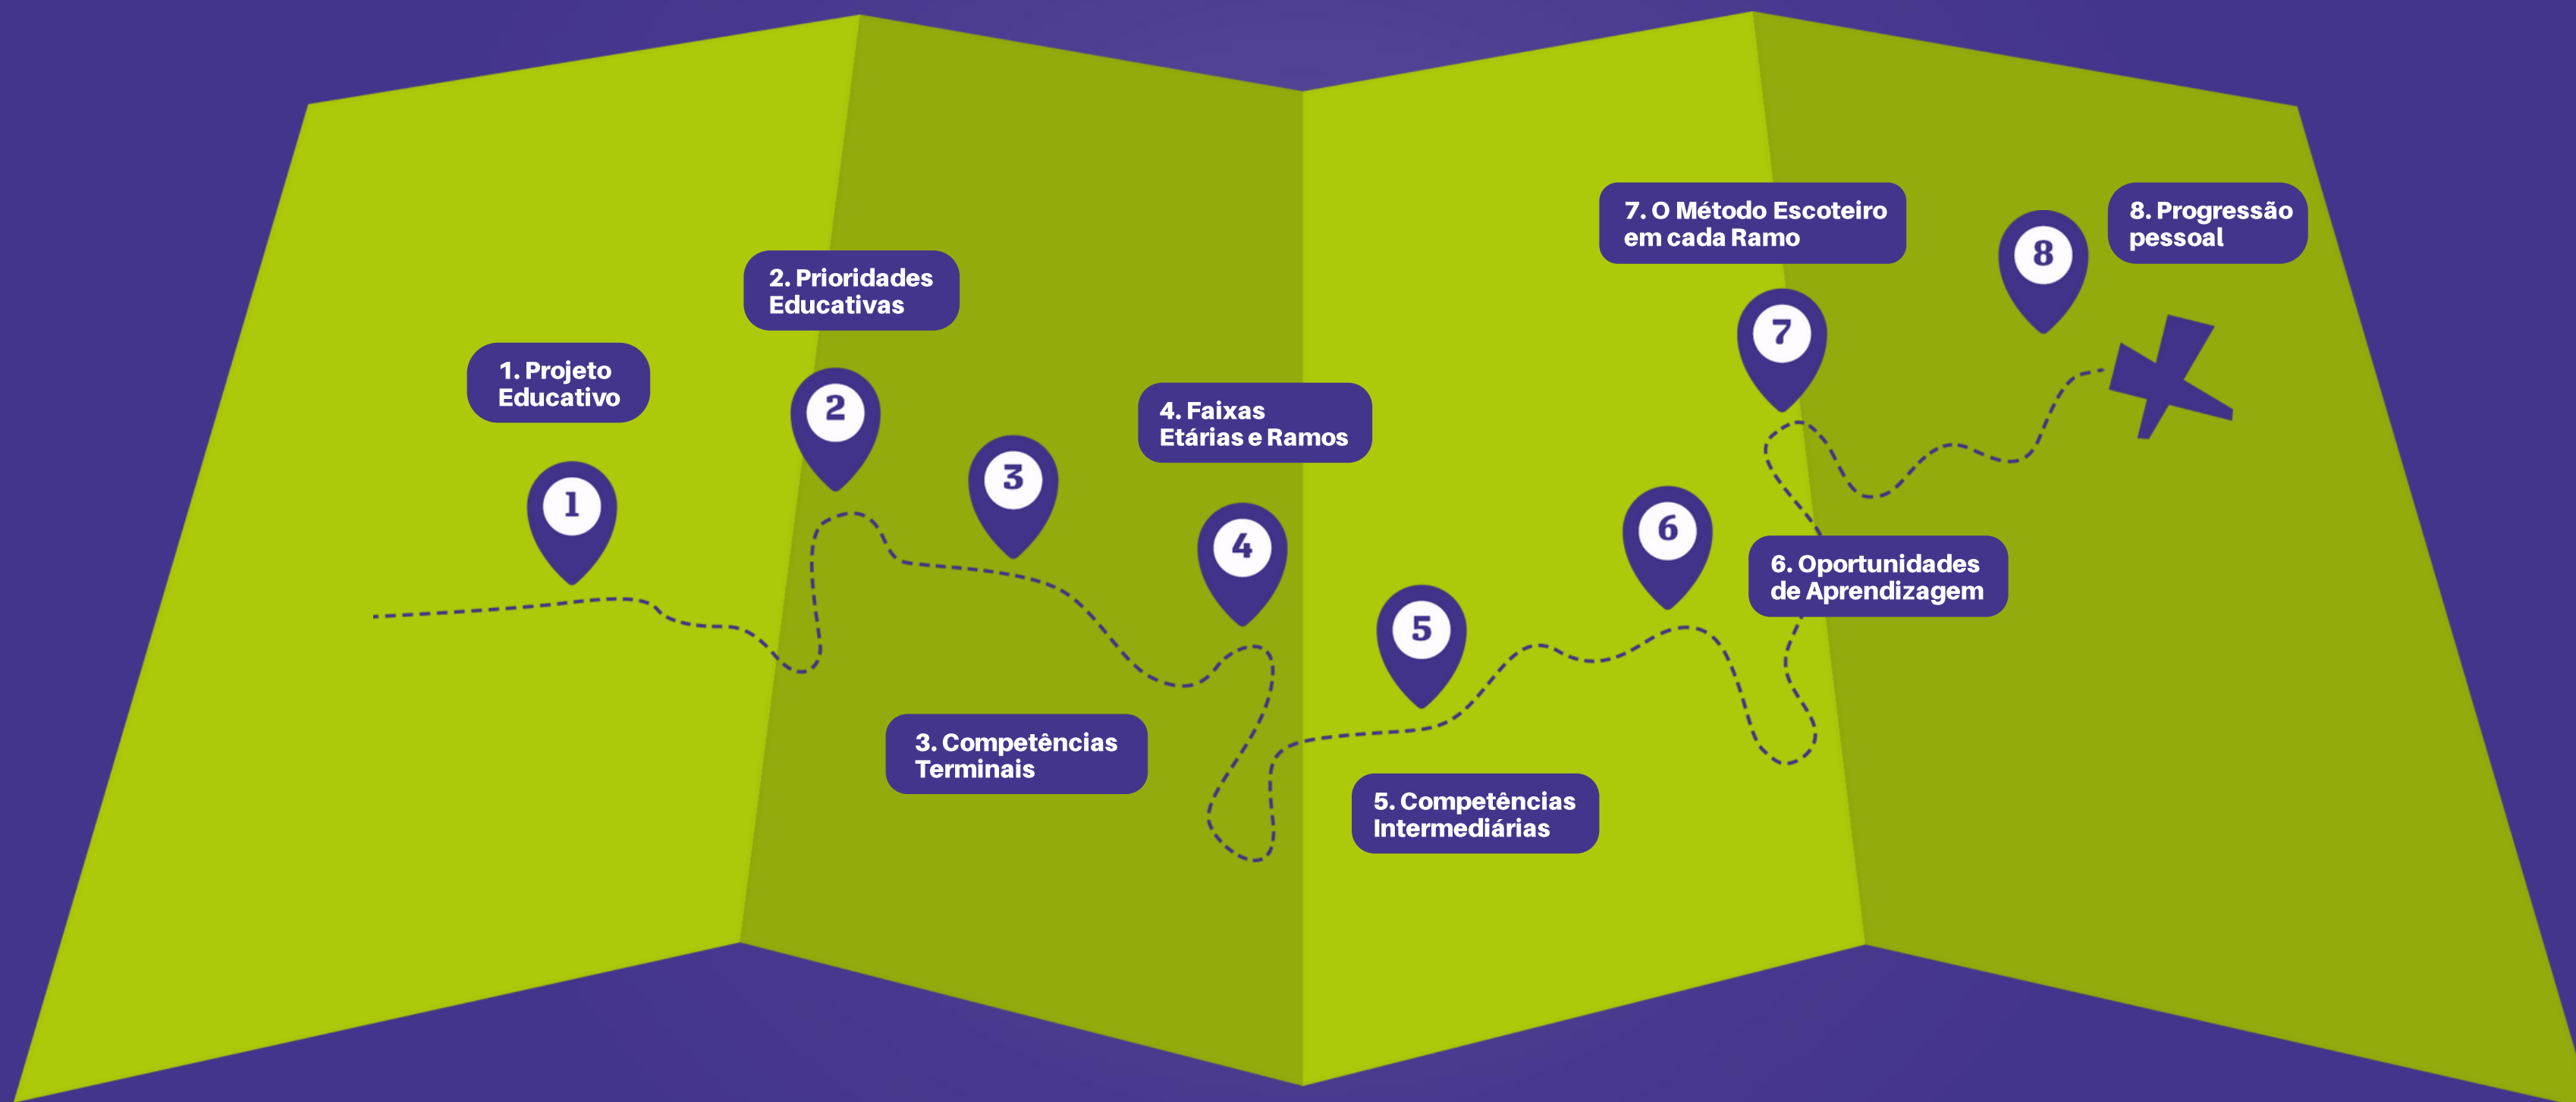 1. Projeto
Educativo
1
2. Prioridades
Educativas
2
3
3. Competências
Terminais
4. Faixas
Etárias e Ramos
4
5
5. Competências
Intermediárias
6
6. Oportunidades
de Aprendizagem
7. O Método Escoteiro
em cada Ramo
7
8
8. Progressão
pessoal